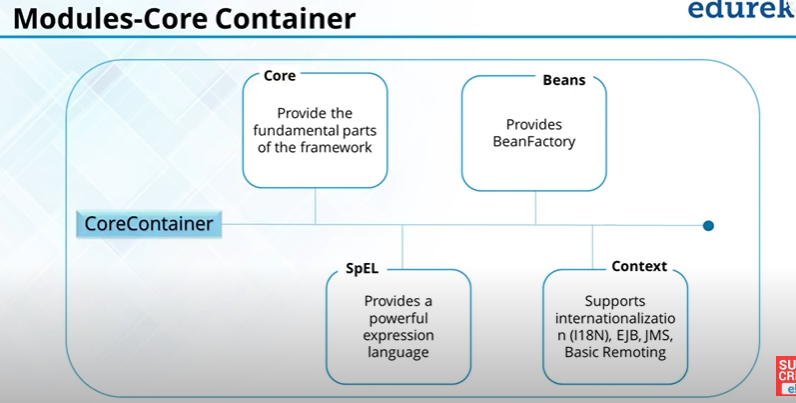 Modules-Core Container
edurek
Core
Provide the
fundamental parts
of the framework
Beans
Provides
BeanFactory
CoreContainer
SpEL
Provides a
powerful
expression
language
Context
Supports
internationalizatio
n (I18N), EJB, JMS,
Basic Remoting
SU
CR
e!